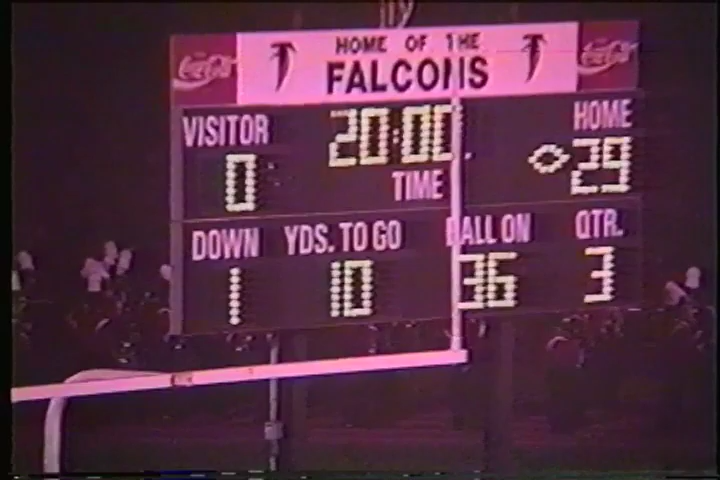 Coca-Cola
HOME OF THE
FALCONS
Coca-Cola
VISITOR
20:00
HOME
0
TIME
29
DOWN
YDS. TO GO
BALL ON
QTR.
1
10
36
3